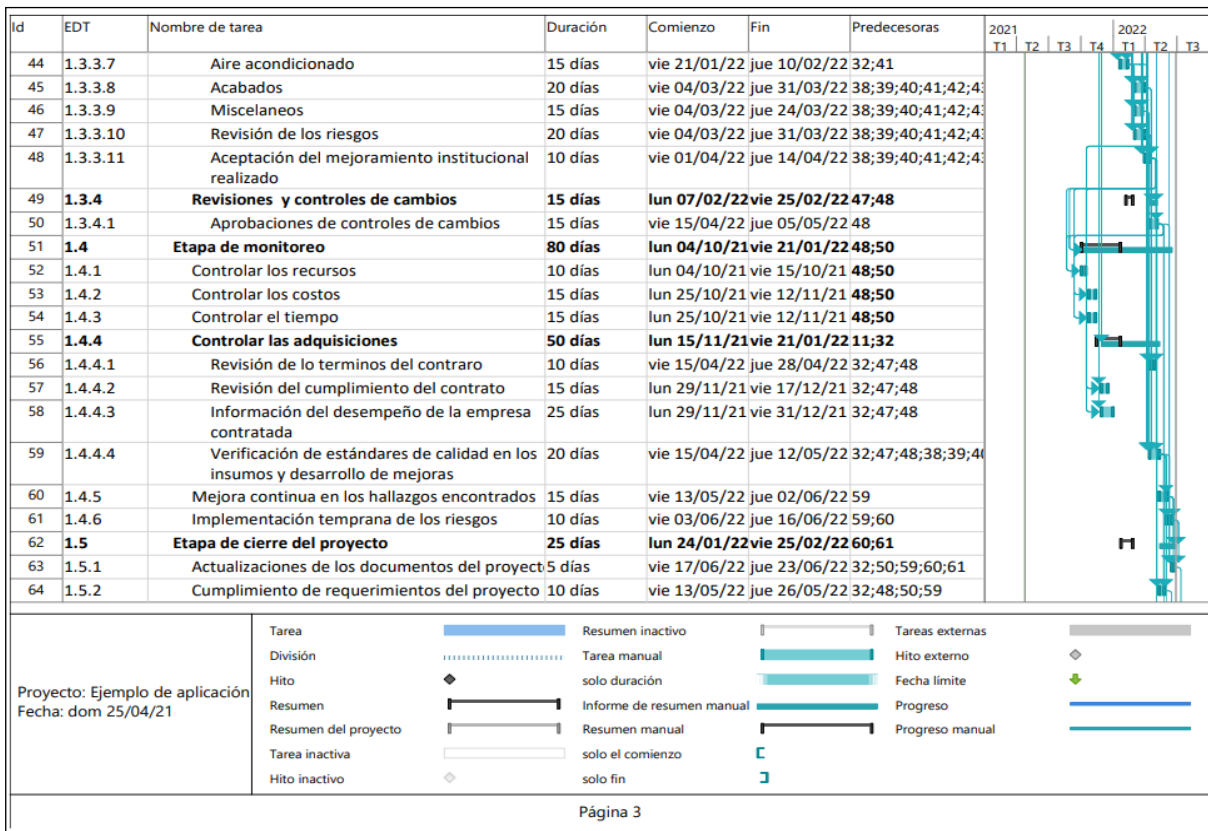 Id EDT Nombre de tarea Duración Comienzo Fin Predecesoras 2021 2022
T1 T2 T3 T4 T1 T2 T3
44 1.3.3.7 Aire acondicionado 15 días vie 21/01/22 jue 10/02/22 32;41
45 1.3.3.8 Acabados 20 días vie 04/03/22 jue 31/03/22 38;39;40;41;42;43
46 1.3.3.9 Miscelaneos 15 días vie 04/03/22 jue 24/03/22 38;39;40;41;42;43
47 1.3.3.10 Revisión de los riesgos 20 días vie 04/03/22 jue 31/03/22 38;39;40;41;42;43
48 1.3.3.11 Aceptación del mejoramiento institucional 10 días vie 01/04/22 jue 14/04/22 38;39;40;41;42;43
realizado
49 1.3.4 Revisiones y controles de cambios 15 días lun 07/02/22 vie 25/02/22 47;48
50 1.3.4.1 Aprobaciones de controles de cambios 15 días vie 15/04/22 jue 05/05/22 48
51 1.4 Etapa de monitoreo 80 días lun 04/10/21 vie 21/01/22 48;50
52 1.4.1 Controlar los recursos 10 días lun 04/10/21 vie 15/10/21 48;50
53 1.4.2 Controlar los costos 15 días lun 25/10/21 vie 12/11/21 48;50
54 1.4.3 Controlar el tiempo 15 días lun 25/10/21 vie 12/11/21 48;50
55 1.4.4 Controlar las adquisiciones 50 días lun 15/11/21 vie 21/01/22 11;32
56 1.4.4.1 Revisión de lo terminos del contraro 10 días vie 15/04/22 jue 28/04/22 32;47;48
57 1.4.4.2 Revisión del cumplimiento del contrato 15 días lun 29/11/21 vie 17/12/21 32;47;48
58 1.4.4.3 Información del desempeño de la empresa 25 días lun 29/11/21 vie 31/12/21 32;47;48
contratada
59 1.4.4.4 Verificación de estándares de calidad en los 20 días vie 15/04/22 jue 12/05/22 32;47;48;38;39;40
insumos y desarrollo de mejoras
60 1.4.5 Mejora continua en los hallazgos encontrados 15 días vie 13/05/22 jue 02/06/22 59
61 1.4.6 Implementación temprana de los riesgos 10 días vie 03/06/22 jue 16/06/22 59;60
62 1.5 Etapa de cierre del proyecto 25 días lun 24/01/22 vie 25/02/22 60;61
63 1.5.1 Actualizaciones de los documentos del proyect 5 días vie 17/06/22 jue 23/06/22 32;50;59;60;61
64 1.5.2 Cumplimiento de requerimientos del proyecto 10 días vie 13/05/22 jue 26/05/22 32;48;50;59
Proyecto: Ejemplo de aplicación
Fecha: dom 25/04/21
Tarea Resumen inactivo Tareas externas
División Tarea manual Hito externo
Hito solo duración Fecha límite
Resumen Informe de resumen manual Progreso
Resumen del proyecto Resumen manual Progreso manual
Tarea inactiva solo el comienzo
Hito inactivo solo fin
Página 3